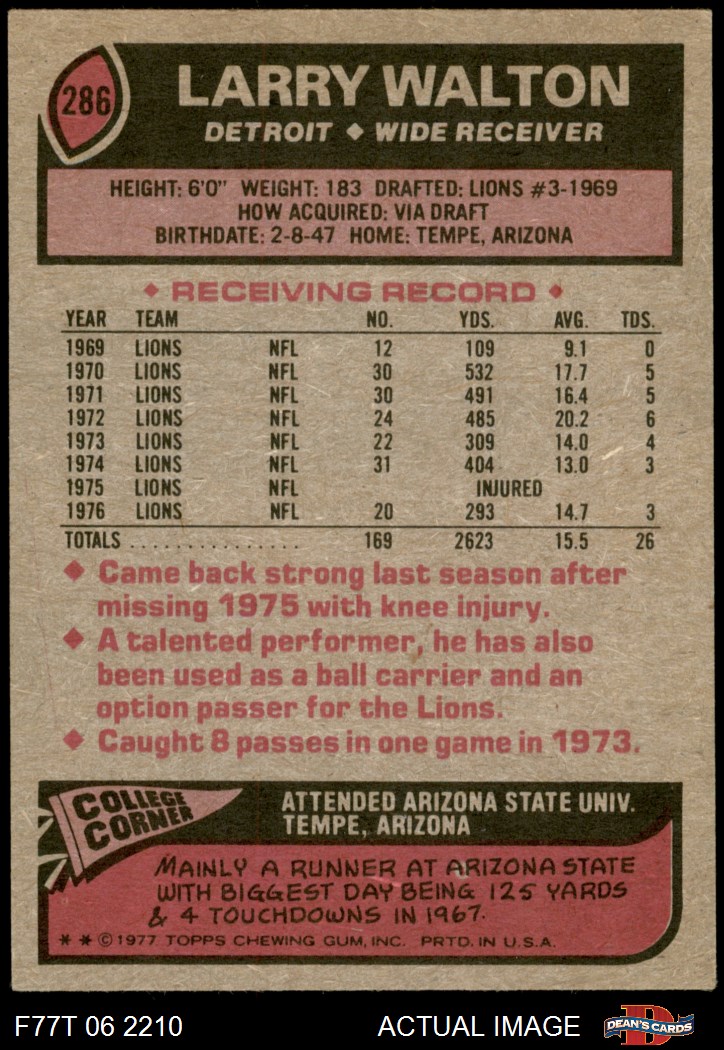 286
LARRY WALTON
DETROIT ◆ WIDE RECEIVER
HEIGHT: 6'0" WEIGHT: 183 DRAFTED: LIONS #3-1969
HOW ACQUIRED: VIA DRAFT
BIRTHDATE: 2-8-47 HOME: TEMPE, ARIZONA
◆ RECEIVING RECORD ◆
YEAR TEAM NO. YDS. AVG. TDS.
1969 LIONS NFL 12 109 9.1 0
1970 LIONS NFL 30 532 17.7 5
1971 LIONS NFL 30 491 16.4 5
1972 LIONS NFL 24 485 20.2 6
1973 LIONS NFL 22 309 14.0 4
1974 LIONS NFL 31 404 13.0 3
1975 LIONS NFL INJURED
1976 LIONS NFL 20 293 14.7 3
TOTALS ................ 169 2623 15.5 26
◆ Came back strong last season after
missing 1975 with knee injury.
◆ A talented performer, he has also
been used as a ball carrier and an
option passer for the Lions.
◆ Caught 8 passes in one game in 1973.
COLLEGE
CORNER
ATTENDED ARIZONA STATE UNIV.
TEMPE, ARIZONA
MAINLY A RUNNER AT ARIZONA STATE
WITH BIGGEST DAY BEING 125 YARDS
& 4 TOUCHDOWNS IN 1967.
* * © 1977 TOPPS CHEWING GUM, INC. PRTD. IN U.S.A.
F77T 06 2210 ACTUAL IMAGE
D
DEAN'S CARDS